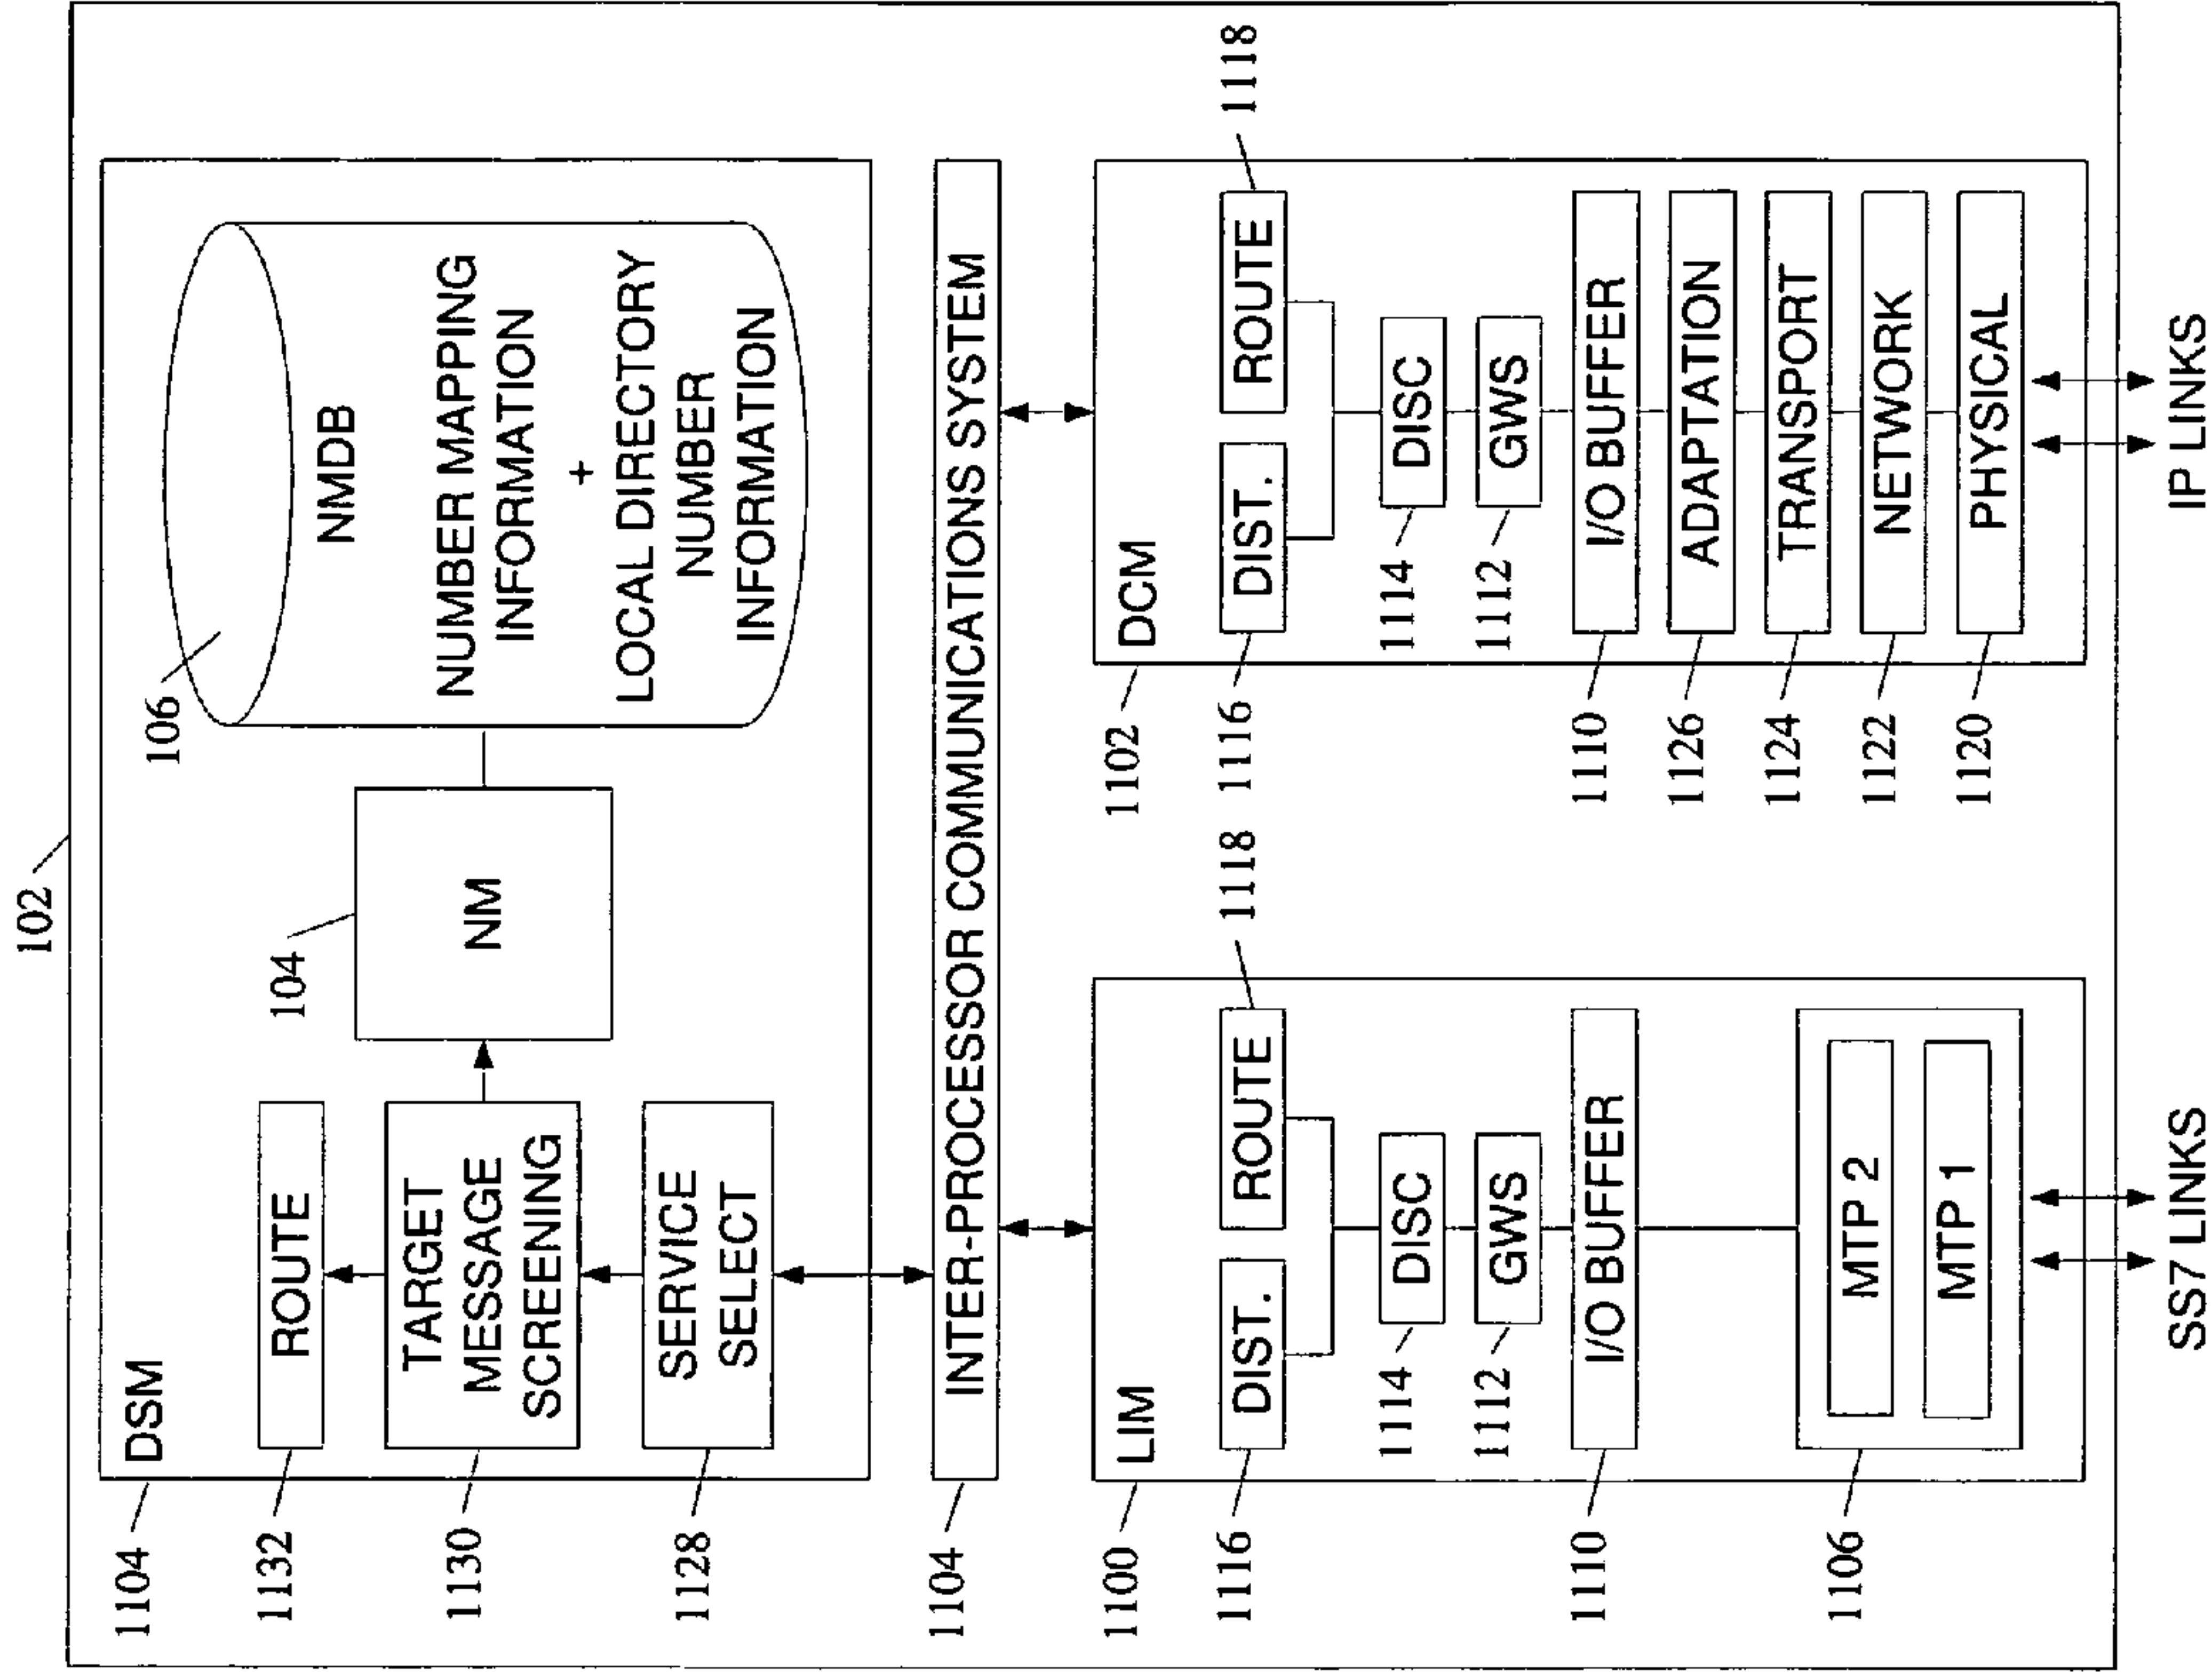 102
1104
DSM
1132
ROUTE
1130
TARGET
MESSAGE
SCREENING
1128
SERVICE
SELECT
104
NM
106
NMDB
NUMBER MAPPING
INFORMATION
+
LOCAL DIRECTORY
NUMBER
INFORMATION
1104
INTER-PROCESSOR COMMUNICATIONS SYSTEM
1100
LIM
1116
DIST.
ROUTE
1118
1114
DISC
1112
GWS
1110
I/O BUFFER
1106
MTP 2
MTP 1
SS7 LINKS
1102
DCM
1116
DIST.
ROUTE
1118
1114
DISC
1112
GWS
1110
I/O BUFFER
1126
ADAPTATION
1124
TRANSPORT
1122
NETWORK
1120
PHYSICAL
IP LINKS